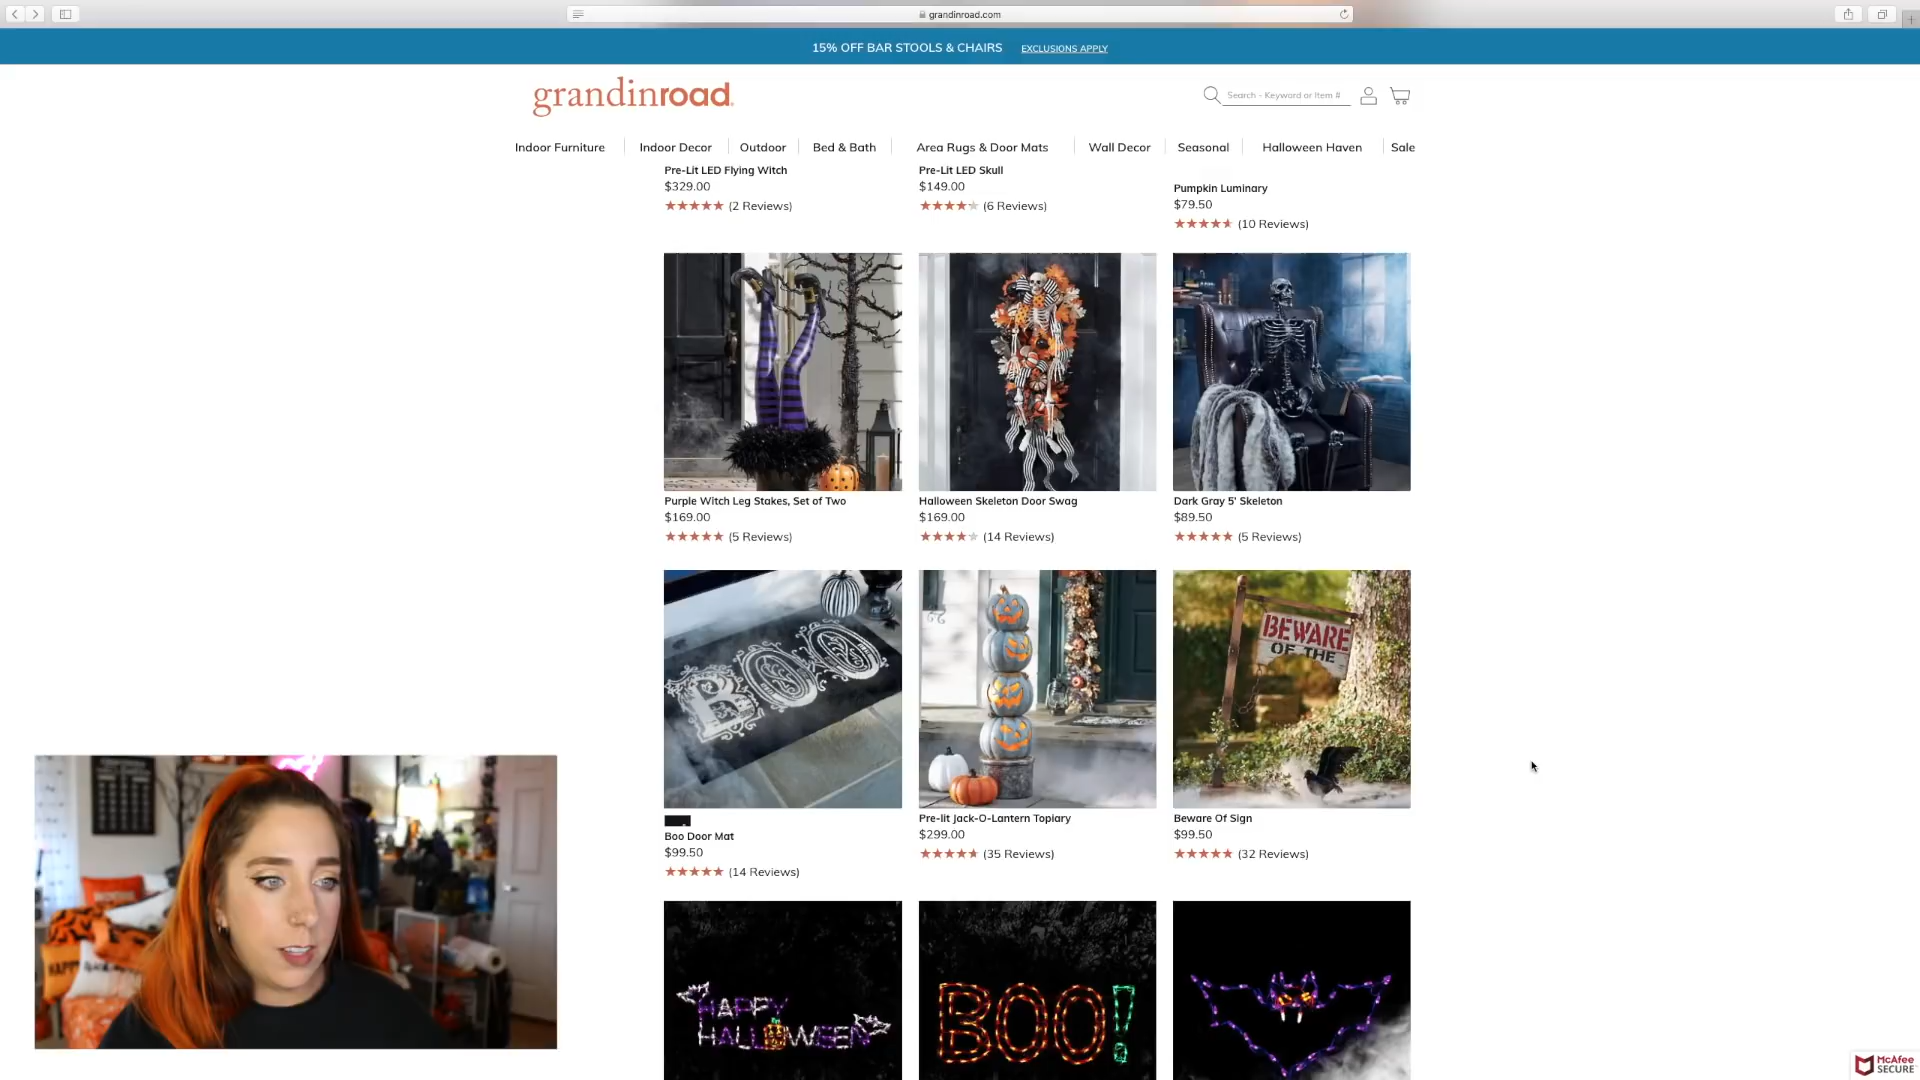 grandinroad.com
15% OFF BAR STOOLS & CHAIRS EXCLUSIONS APPLY
grandinroad
Search - Keyword or Item #
Indoor Furniture Indoor Decor Outdoor Bed & Bath Area Rugs & Door Mats Wall Decor Seasonal Halloween Haven Sale
Pre-Lit LED Flying Witch
$329.00
(2 Reviews)
Pre-Lit LED Skull
$149.00
(6 Reviews)
Pumpkin Luminary
$79.50
(10 Reviews)
Purple Witch Leg Stakes, Set of Two
$169.00
(5 Reviews)
Halloween Skeleton Door Swag
$169.00
(14 Reviews)
Dark Gray 5' Skeleton
$89.50
(5 Reviews)
BOO
BEWARE
OF THE
Boo Door Mat
$99.50
(14 Reviews)
Pre-lit Jack-O-Lantern Topiary
$299.00
(35 Reviews)
Beware Of Sign
$99.50
(32 Reviews)
HAPPY
HALLOWEEN
BOO!
HAPPY
McAfee
SECURE